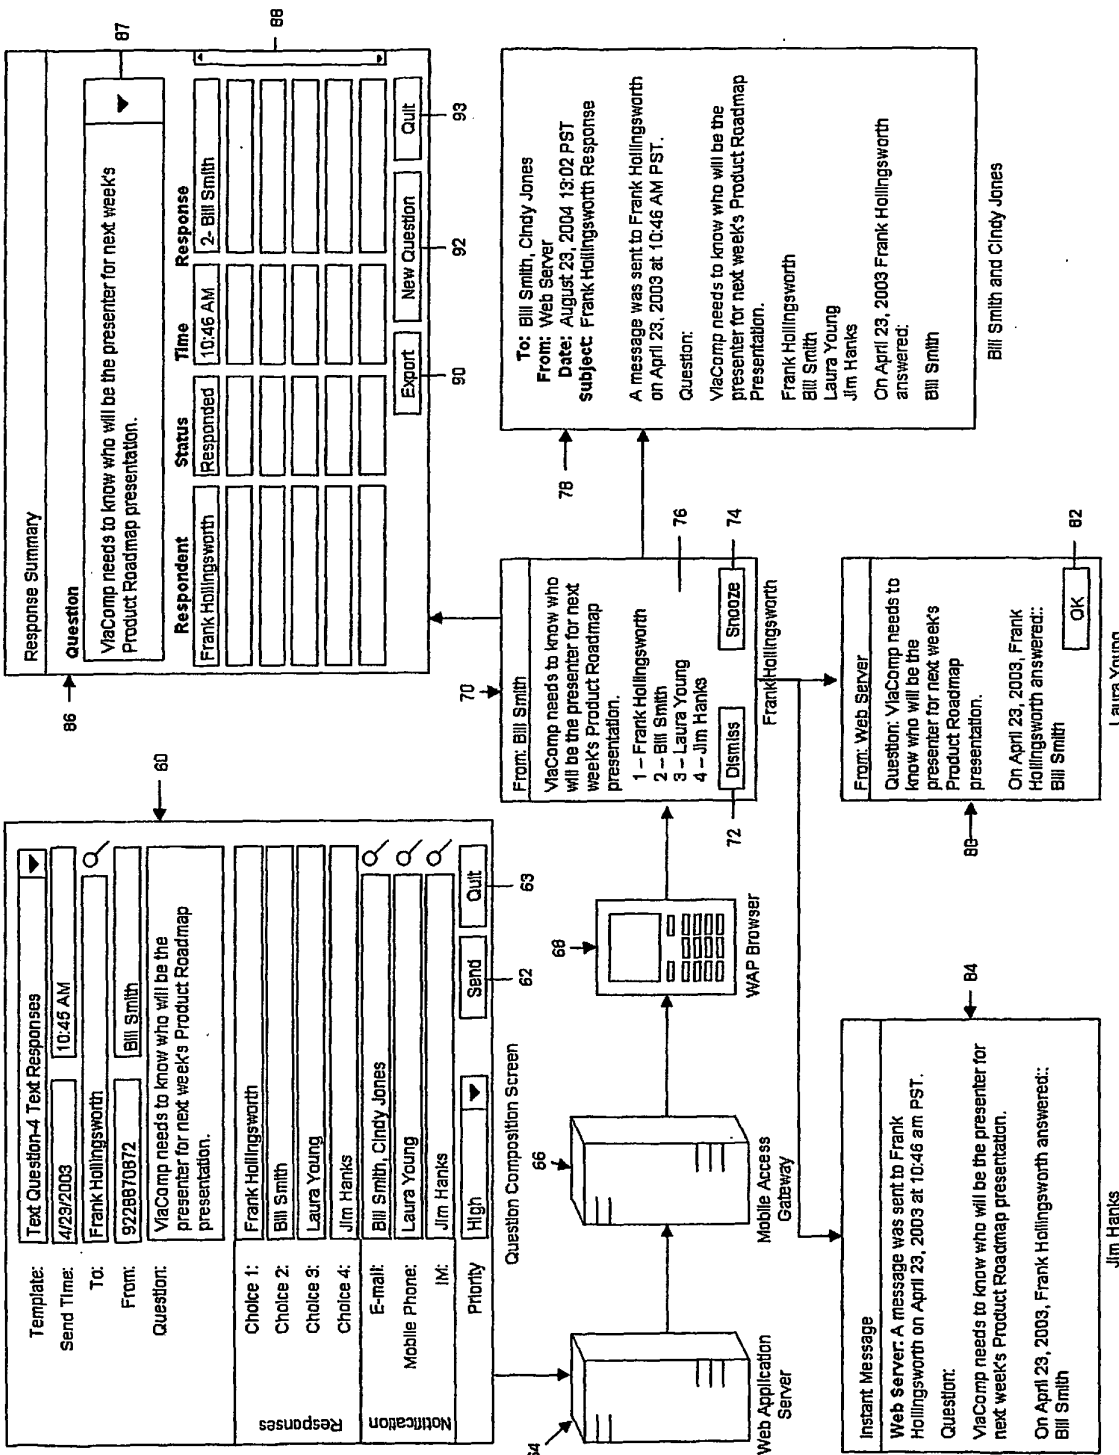 Template:
Text Question-4 Text Responses
Send Time:
4/23/2003
10:45 AM
To:
Frank Hollingsworth
From:
9228870872
Bill Smith
Question:
ViaComp needs to know who will be the
presenter for next week's Product Roadmap
presentation.
60
Responses
Choice 1:
Frank Hollingsworth
Choice 2:
Bill Smith
Choice 3:
Laura Young
Choice 4:
Jim Hanks
Notification
E-mail:
Bill Smith, Cindy Jones
Mobile Phone:
Laura Young
IM:
Jim Hanks
Priority
High
Send
Quit
62
63
Question Composition Screen
86
Response Summary
Question
ViaComp needs to know who will be the presenter for next week's
Product Roadmap presentation.
87
Respondent
Status
Time
Response
Frank Hollingsworth
Responded
10:46 AM
2- Bill Smith
88
Export
New Question
Quit
90
92
93
64
Web Application
Server
66
Mobile Access
Gateway
68
WAP Browser
70
From: Bill Smith
ViaComp needs to know who
will be the presenter for next
week's Product Roadmap
presentation.
1 – Frank Hollingsworth
2 – Bill Smith
3 – Laura Young
4 – Jim Hanks
76
Dismiss
Snooze
72
74
Frank Hollingsworth
78
To: Bill Smith, Cindy Jones
From: Web Server
Date: August 23, 2004 13:02 PST
subject: Frank Hollingsworth Response
A message was sent to Frank Hollingsworth
on April 23, 2003 at 10:46 AM PST.
Question:
ViaComp needs to know who will be the
presenter for next week's Product Roadmap
Presentation.
Frank Hollingsworth
Bill Smith
Laura Young
Jim Hanks
On April 23, 2003 Frank Hollingsworth
answered:
Bill Smith
Bill Smith and Cindy Jones
Instant Message
Web Server: A message was sent to Frank
Hollingsworth on April 23, 2003 at 10:46 am PST.
Question:
ViaComp needs to know who will be the presenter for
next week's Product Roadmap presentation.
On April 23, 2003, Frank Hollingsworth answered::
Bill Smith
84
Jim Hanks
80
From: Web Server
Question: ViaComp needs to
know who will be the
presenter for next week's
Product Roadmap
presentation.
On April 23, 2003, Frank
Hollingsworth answered::
Bill Smith
OK
82
Laura Young